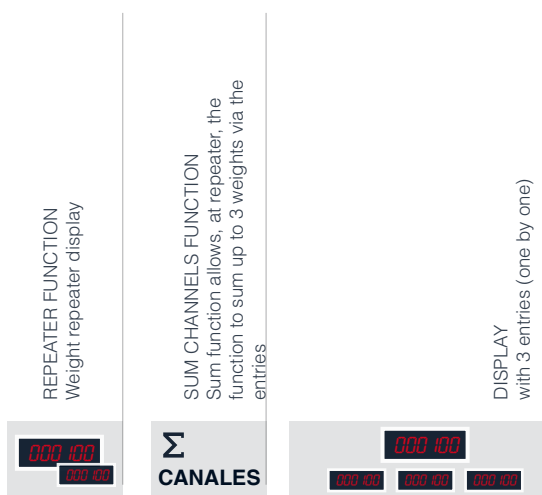 REPEATER FUNCTION
Weight repeater display
000 100
000 100
SUM CHANNELS FUNCTION
Sum function allows, at repeater, the
function to sum up to 3 weights via the
entries
Σ
CANALES
DISPLAY
with 3 entries (one by one)
000 100
000 100
000 100
000 100